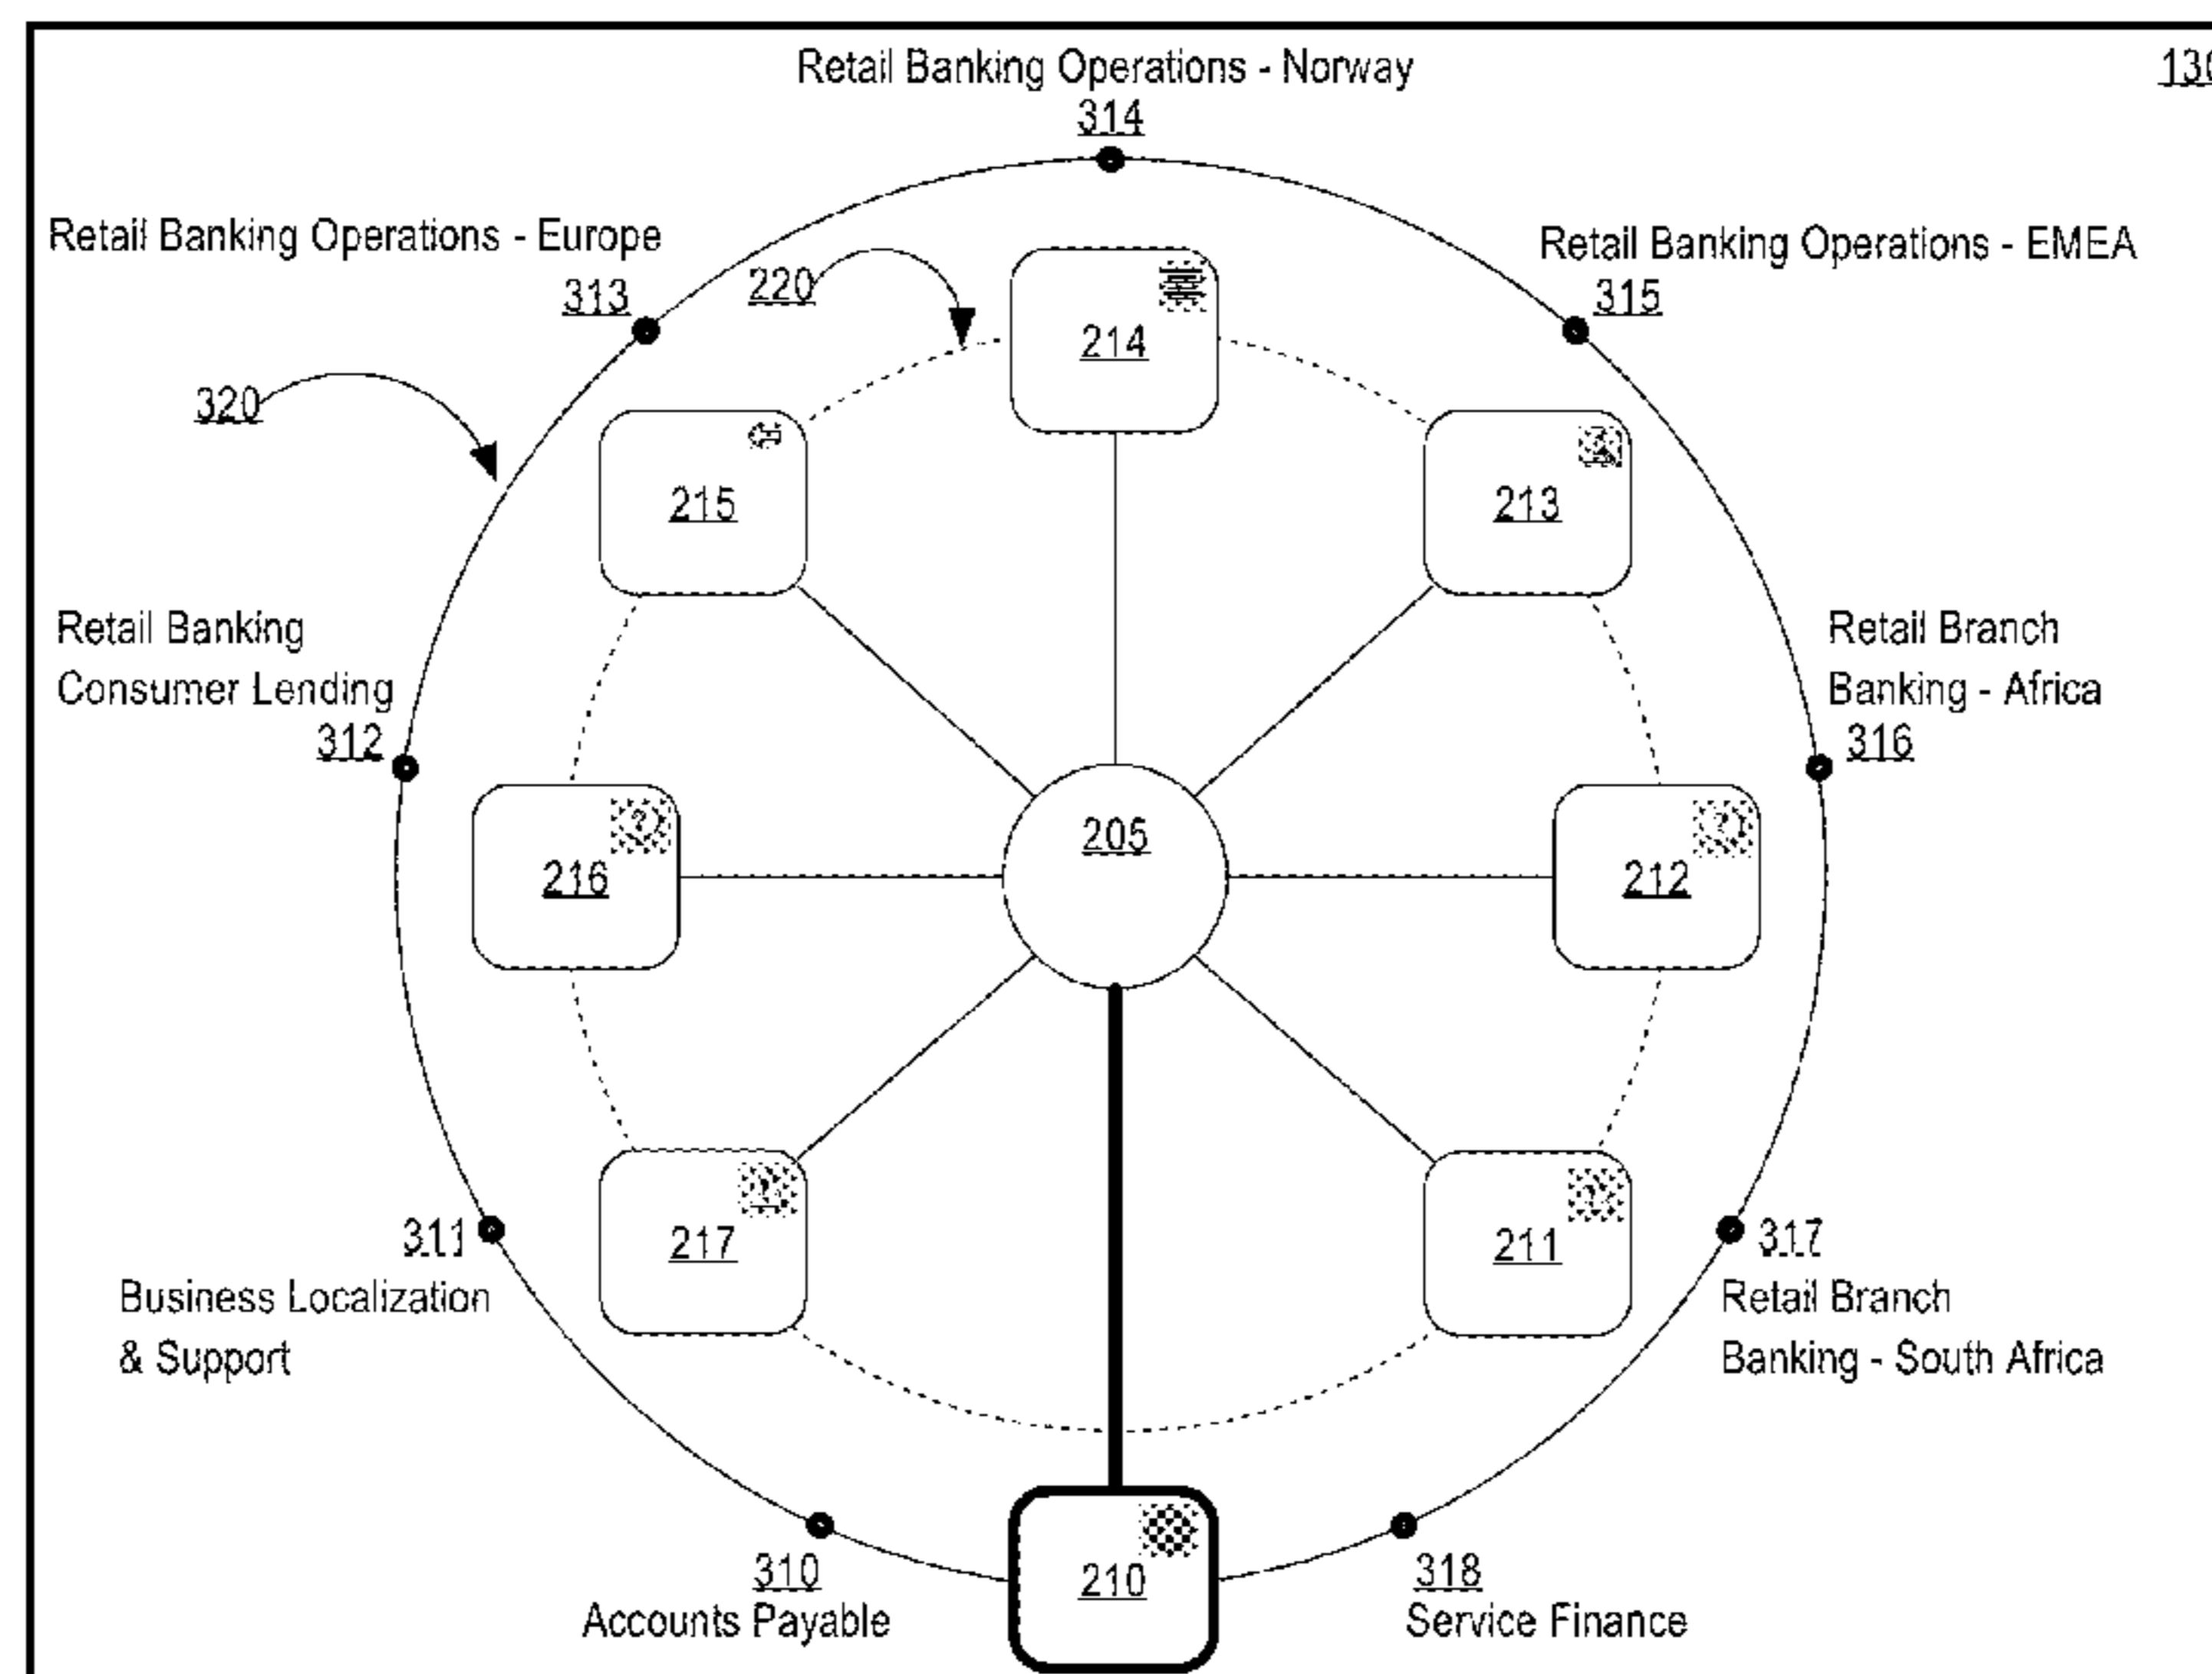 Retail Banking Operations - Norway
314
Retail Banking Operations - Europe
313
220
Retail Banking Operations - EMEA
315
320
214
215
213
Retail Banking
Consumer Lending
312
Retail Branch
Banking - Africa
316
205
216
212
311
Business Localization
& Support
217
211
317
Retail Branch
Banking - South Africa
310
Accounts Payable
210
318
Service Finance